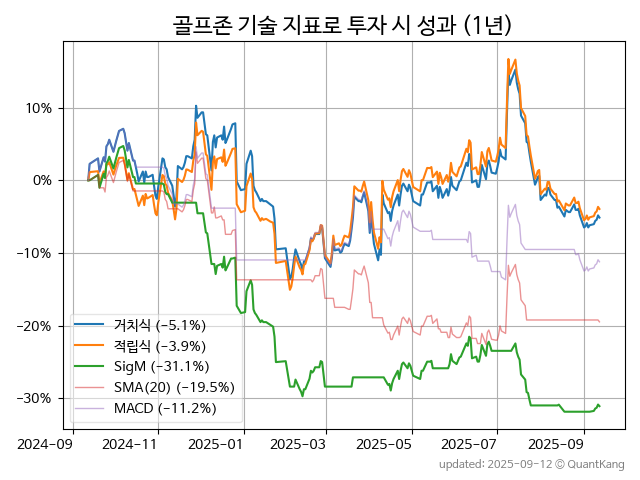 골프존 기술 지표로 투자 시 성과 (1년)
10%
0%
−10%
−20%
−30%
거치식 (−5.1%)
적립식 (−3.9%)
SigM (−31.1%)
SMA(20) (−19.5%)
MACD (−11.2%)
2024-09
2024-11
2025-01
2025-03
2025-05
2025-07
2025-09
updated: 2025-09-12 © QuantKang